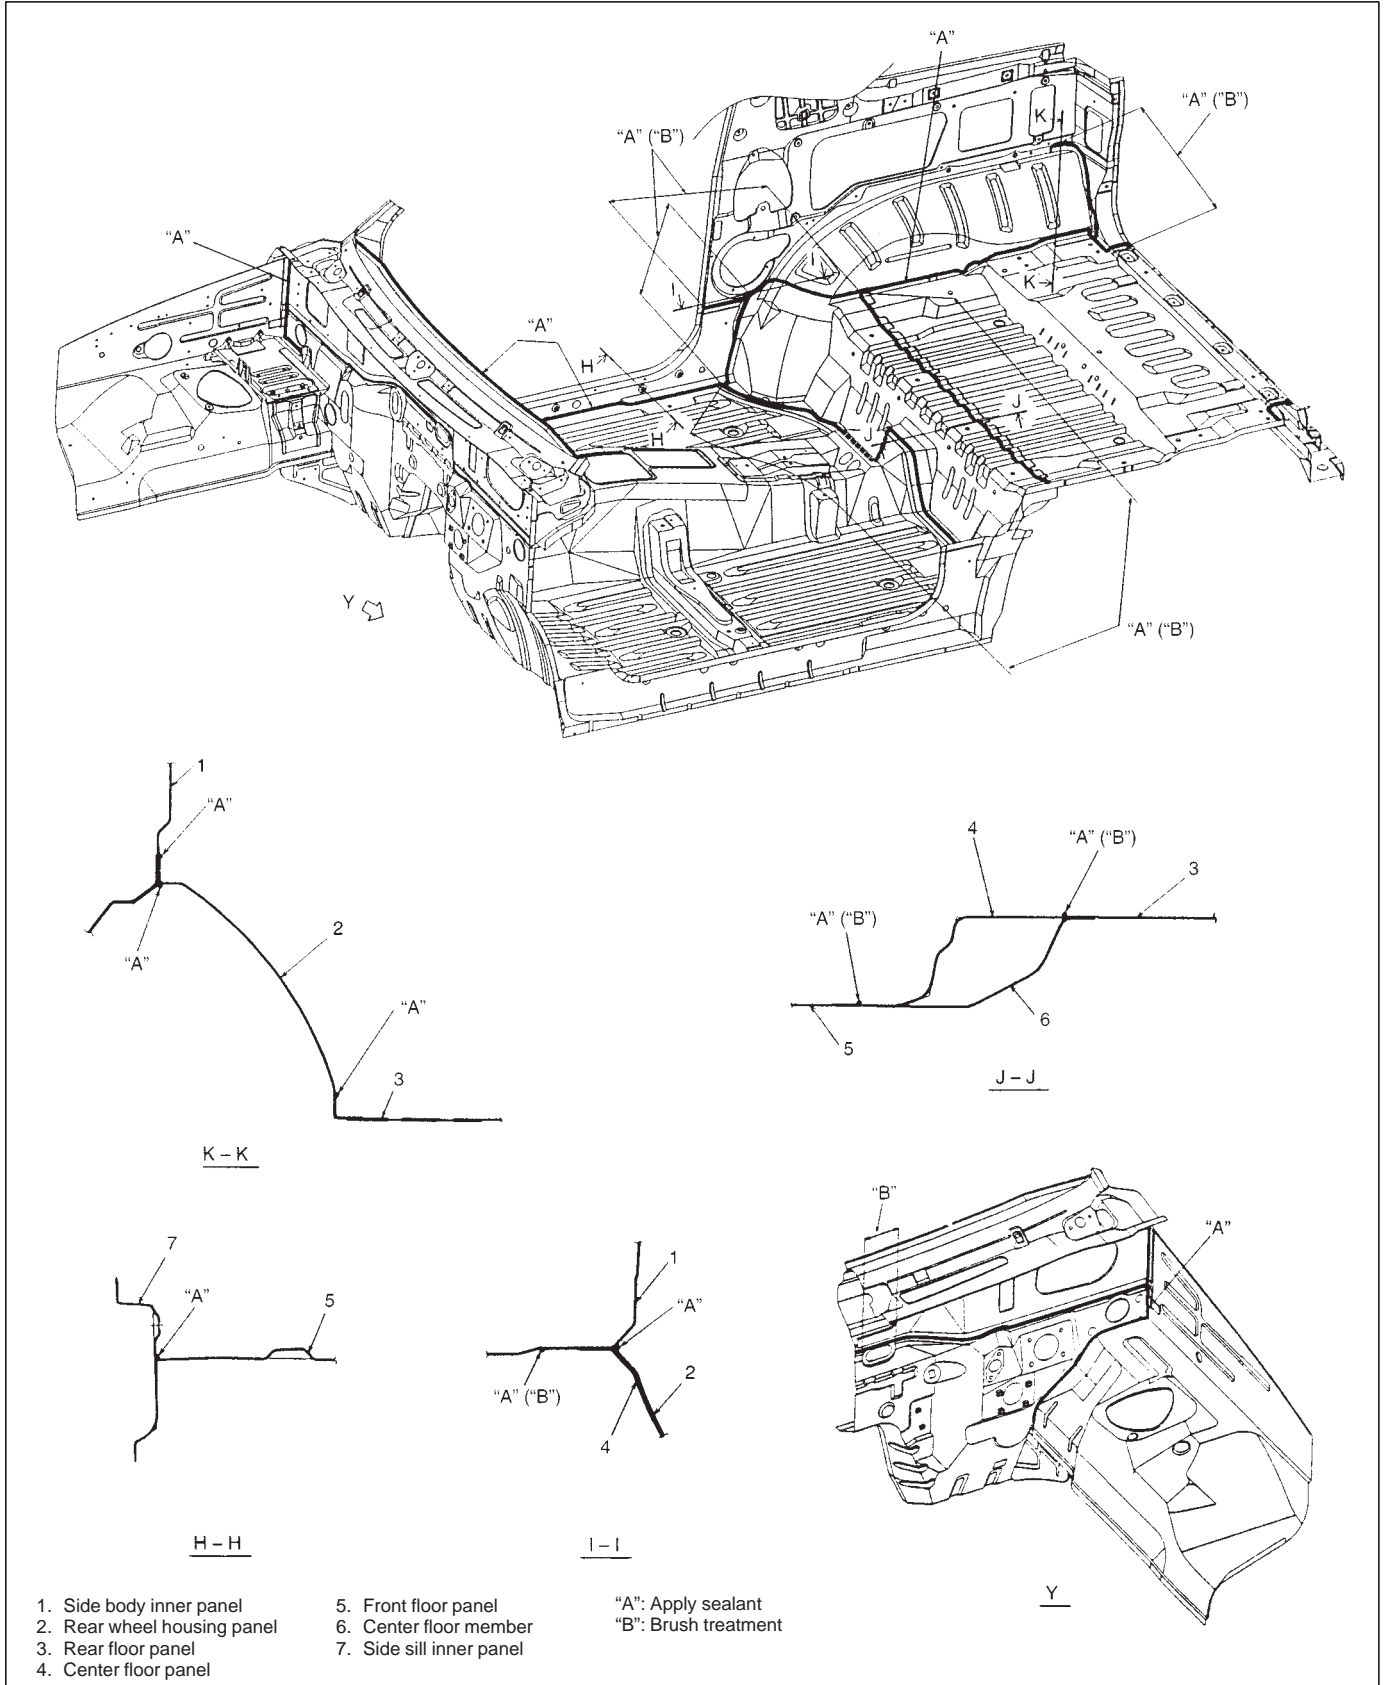 “A”
“A” (“B”)
K
“A” (“B”)
“A”
I
K
I
“A”
H
J
H
J
Y
“A” (“B”)
1
“A”
4
“A” (“B”)
3
“A” (“B”)
2
“A”
“A”
6
5
3
J – J
K – K
“B”
7
1
“A”
“A”
5
“A”
“A” (“B”)
2
4
H – H
I – I
Y
1. Side body inner panel
2. Rear wheel housing panel
3. Rear floor panel
4. Center floor panel
5. Front floor panel
6. Center floor member
7. Side sill inner panel
“A”: Apply sealant
“B”: Brush treatment